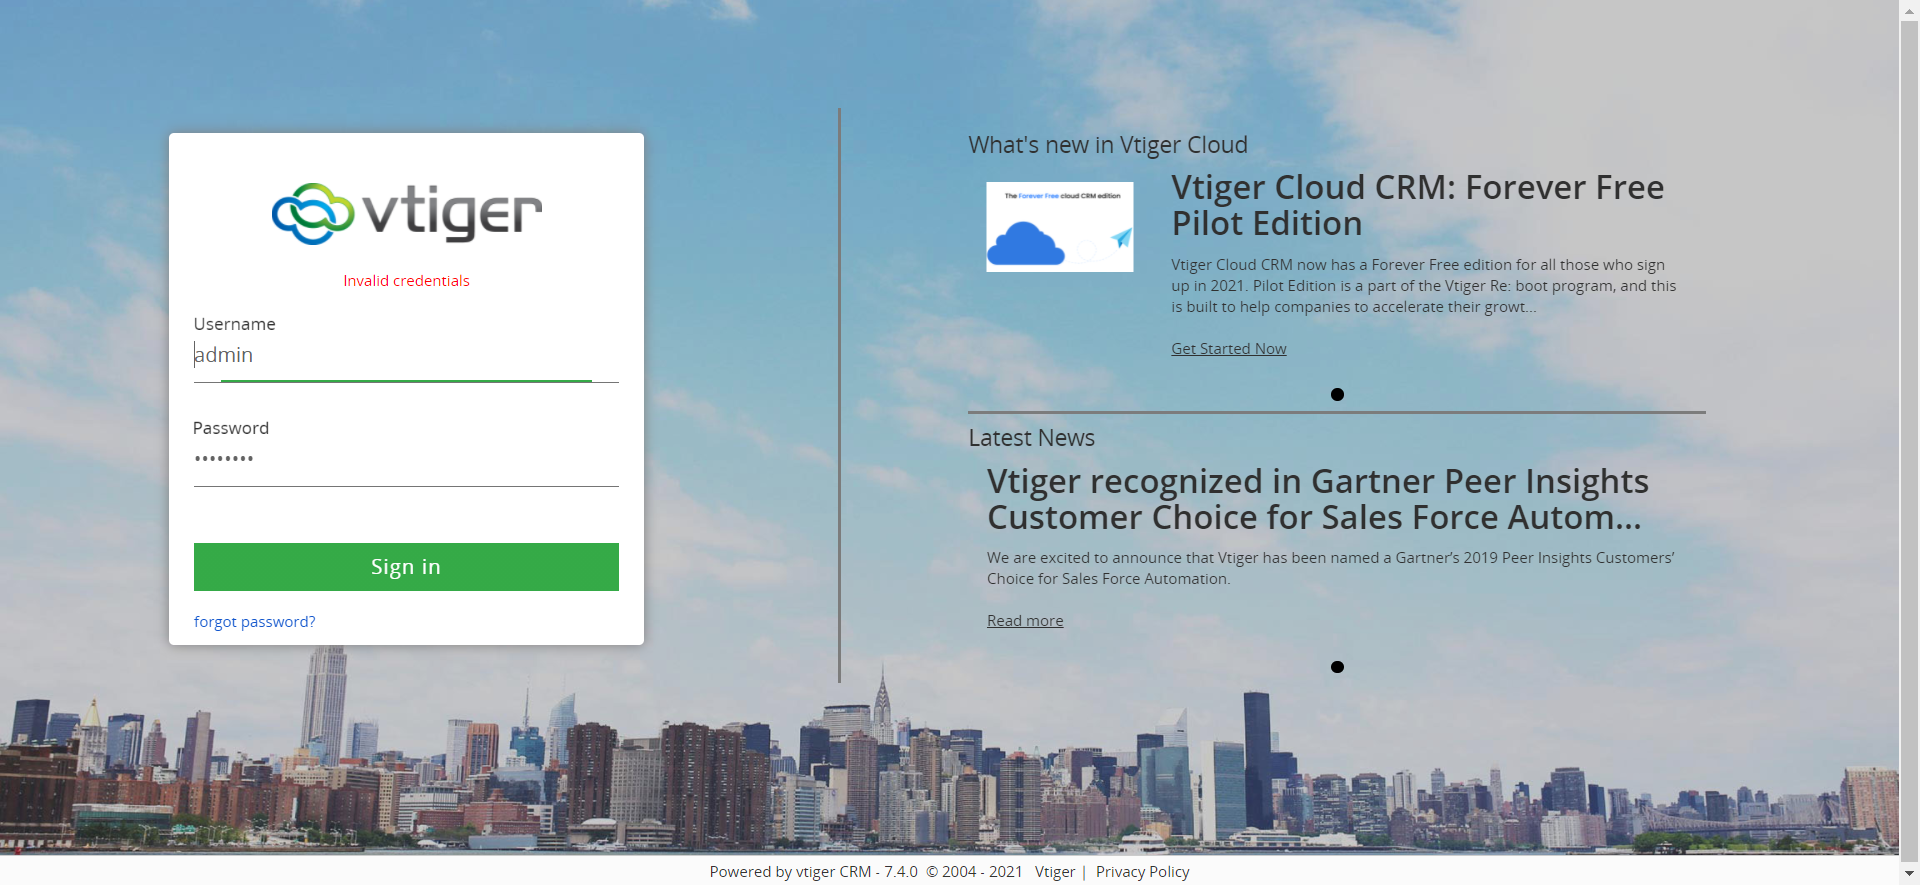 vtiger
Invalid credentials
Username
admin
Password
••••••••
Sign in
forgot password?
What's new in Vtiger Cloud
The Forever Free cloud CRM edition
Vtiger Cloud CRM: Forever Free
Pilot Edition
Vtiger Cloud CRM now has a Forever Free edition for all those who sign
up in 2021. Pilot Edition is a part of the Vtiger Re: boot program, and this
is built to help companies to accelerate their growt...
Get Started Now
Latest News
Vtiger recognized in Gartner Peer Insights
Customer Choice for Sales Force Autom...
We are excited to announce that Vtiger has been named a Gartner’s 2019 Peer Insights Customers’
Choice for Sales Force Automation.
Read more
Powered by vtiger CRM - 7.4.0 © 2004 - 2021 Vtiger | Privacy Policy